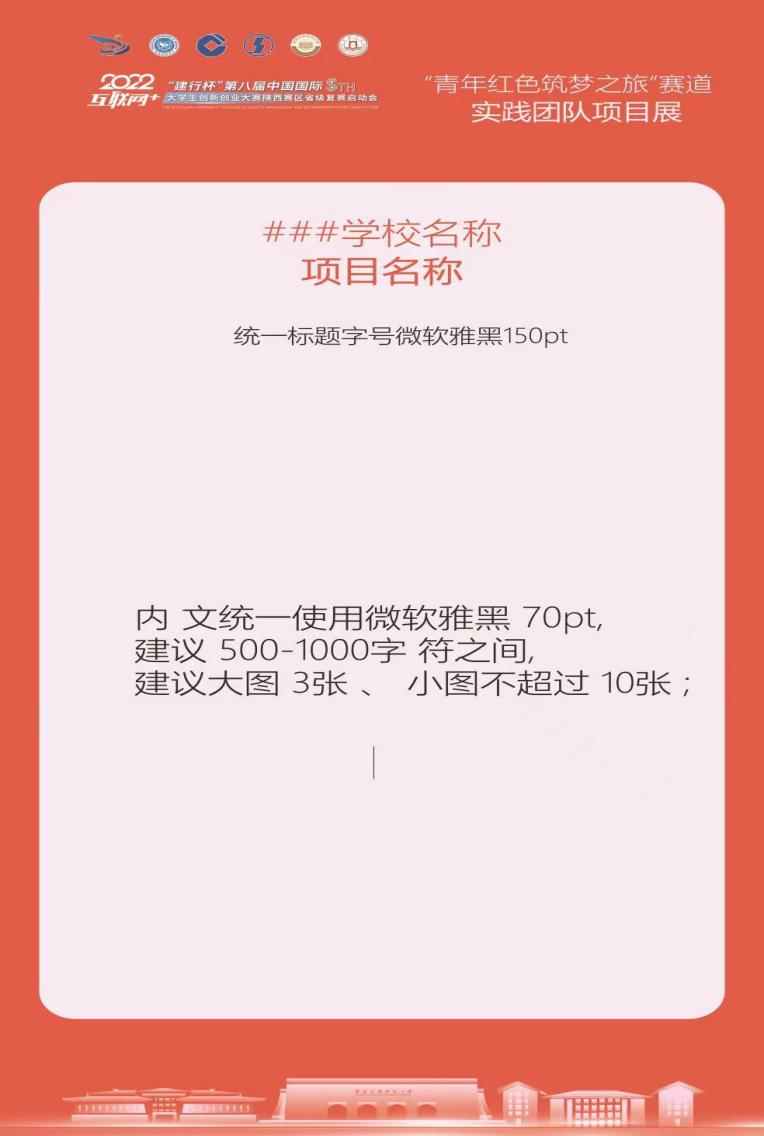 2022
互联网+
“建行杯”第八届中国国际 8TH
大学生创新创业大赛陕西赛区省级复赛启动会
“青年红色筑梦之旅”赛道
实践团队项目展
###学校名称
项目名称
统一标题字号微软雅黑150pt
内 文统一使用微软雅黑 70pt,
建议 500-1000字 符之间,
建议大图 3张 、 小图不超过 10张 ;